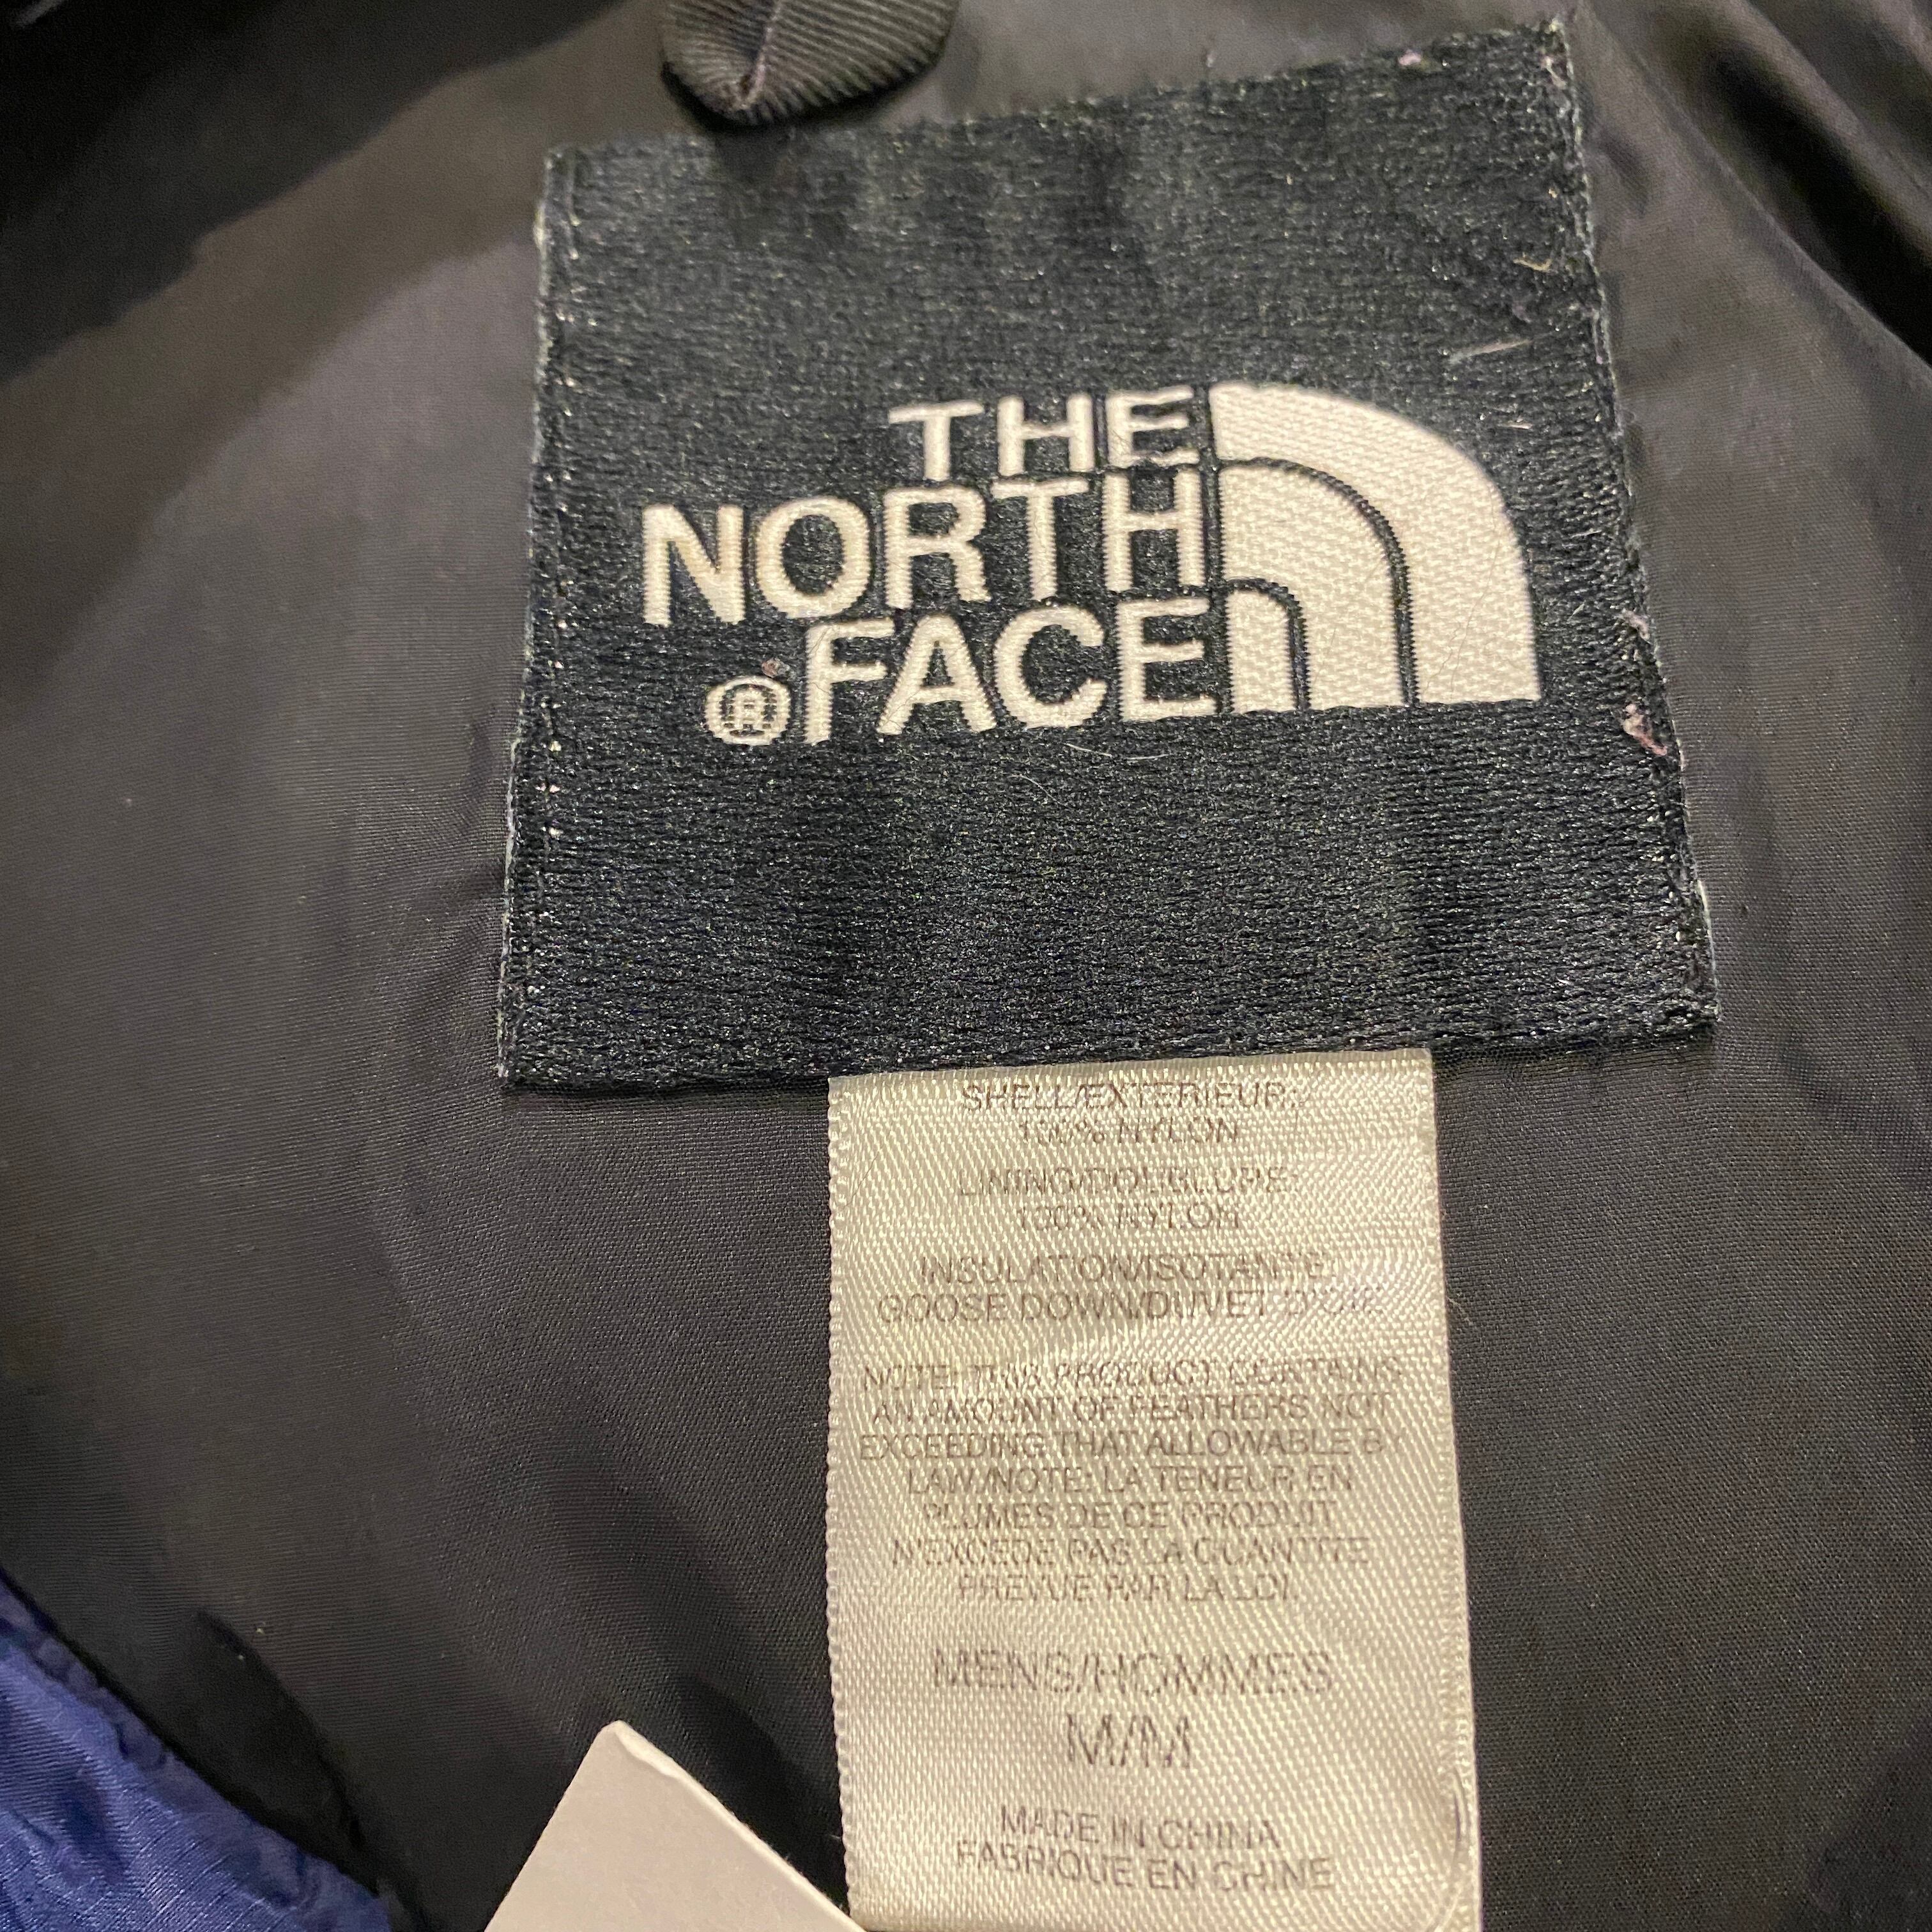 THE
NORTH
®FACE
SHELL/EXTERIEUR:
100% NYLON
LINING/DOUBLURE:
100% NYLON
INSULATION/ISOTANTE:
GOOSE DOWN/DUVET D'OIE
NOTE: THIS PRODUCT CONTAINS
AN AMOUNT OF FEATHERS NOT
EXCEEDING THAT ALLOWABLE BY
LAW/NOTE: LA TENEUR EN
PLUMES DE CE PRODUIT
N'EXCEDE PAS LA QUANTITE
PREVUE PAR LA LOI
MENS/HOMMES
M/M
MADE IN CHINA
FABRIQUE EN CHINE